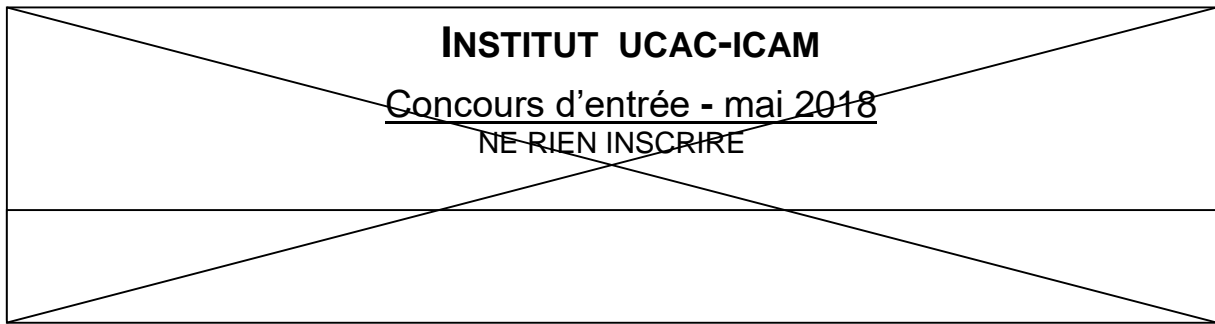 INSTITUT UCAC-ICAM
Concours d'entrée - mai 2018
NE RIEN INSCRIRE